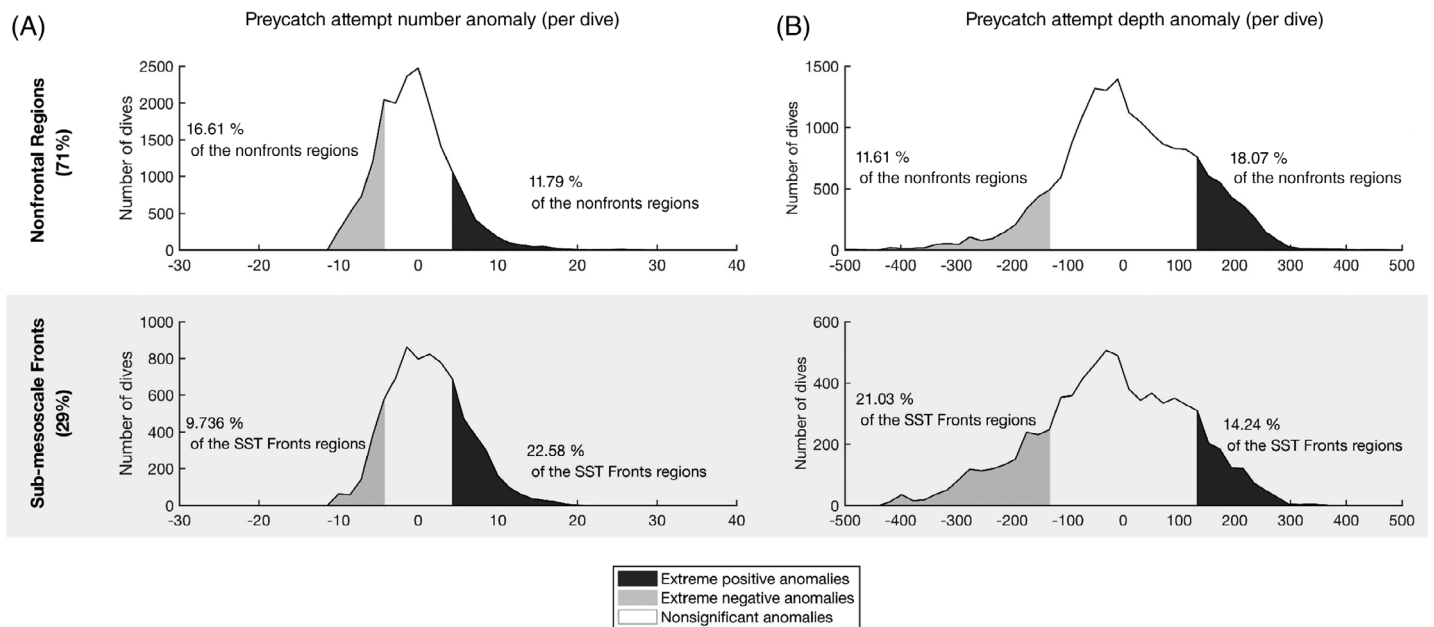 (A)
Preycatch attempt number anomaly (per dive)
(B)
Preycatch attempt depth anomaly (per dive)
Nonfrontal Regions
(71%)
Number of dives
2500
2000
1500
1000
500
0
16.61 %
of the nonfronts regions
11.79 %
of the nonfronts regions
-30 -20 -10 0 10 20 30 40
Number of dives
1500
1000
500
0
11.61 %
of the nonfronts regions
18.07 %
of the nonfronts regions
-500 -400 -300 -200 -100 0 100 200 300 400 500
Sub-mesoscale Fronts
(29%)
Number of dives
1000
800
600
400
200
0
9.736 %
of the SST Fronts regions
22.58 %
of the SST Fronts regions
-30 -20 -10 0 10 20 30 40
Number of dives
600
400
200
0
21.03 %
of the SST Fronts regions
14.24 %
of the SST Fronts regions
-500 -400 -300 -200 -100 0 100 200 300 400 500
Extreme positive anomalies
Extreme negative anomalies
Nonsignificant anomalies